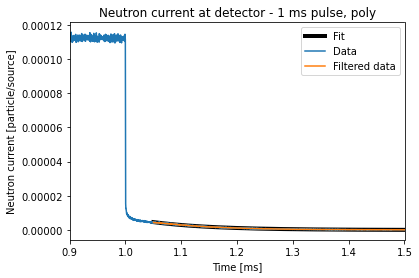 Neutron current at detector - 1 ms pulse, poly
Neutron current [particle/source]
0.00012
0.00010
0.00008
0.00006
0.00004
0.00002
0.00000
Fit
Data
Filtered data
0.9 1.0 1.1 1.2 1.3 1.4 1.5
Time [ms]